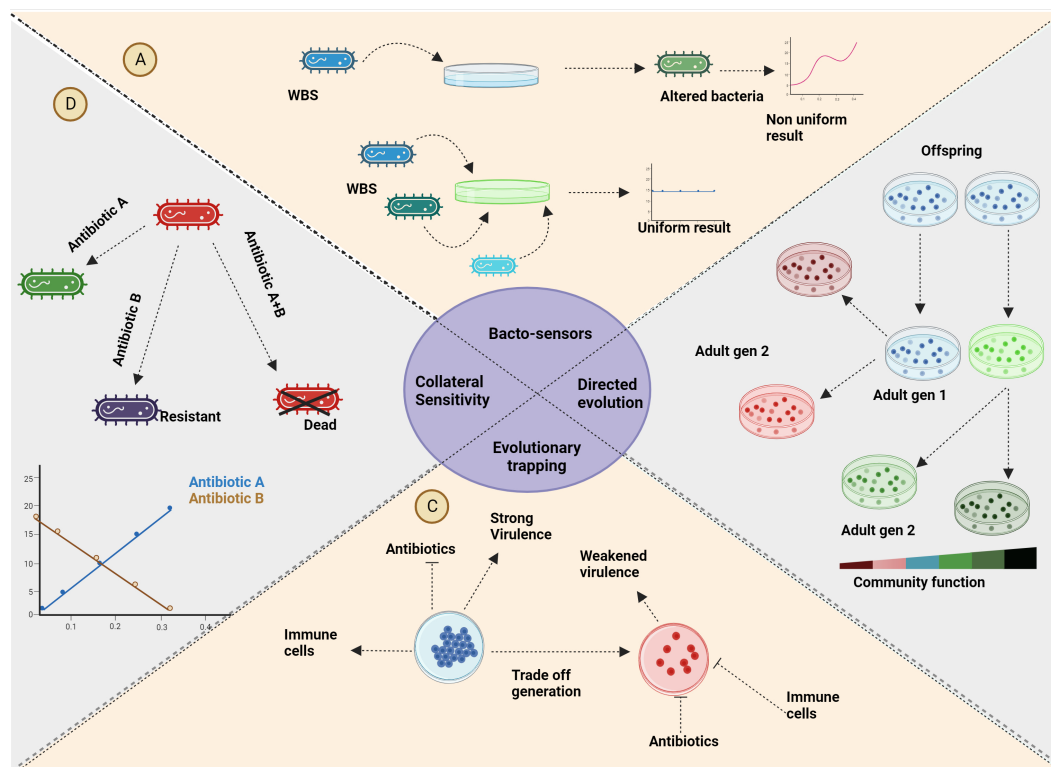 A
WBS
Altered bacteria
Non uniform
result
WBS
Uniform result
D
Antibiotic A
Antibiotic B
Antibiotic A+B
Resistant
Dead
25
20
15
10
5
0
0.1
0.2
0.3
0.4
Antibiotic A
Antibiotic B
Bacto-sensors
Collateral
Sensitivity
Directed
evolution
Evolutionary
trapping
Offspring
Adult gen 2
Adult gen 1
Adult gen 2
Community function
C
Antibiotics
Strong
Virulence
Weakened
virulence
Immune
cells
Trade off
generation
Immune
cells
Antibiotics